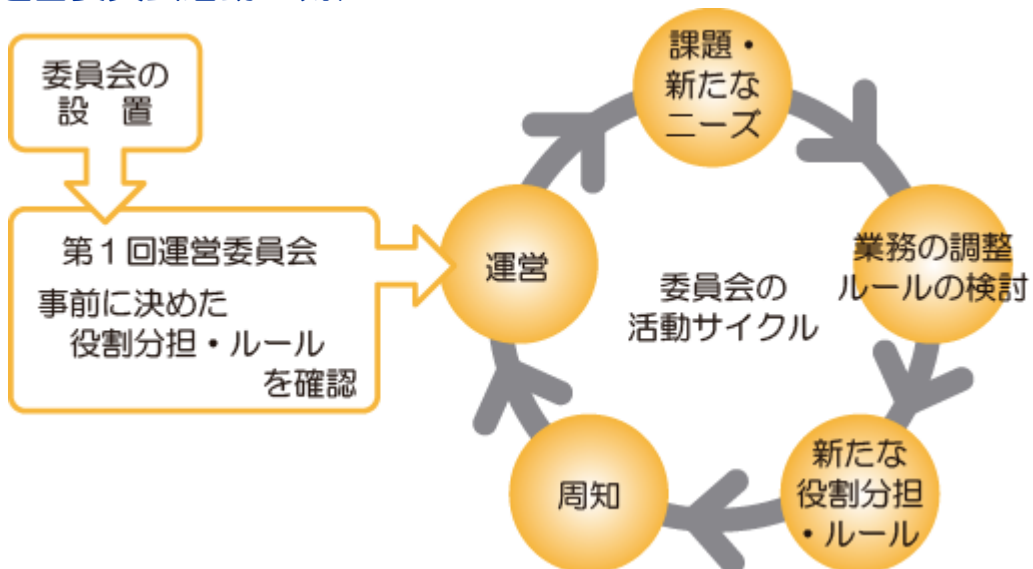 委員会の
設　置
第１回運営委員会
事前に決めた
役割分担・ルール
を確認
運営
課題・
新たな
ニーズ
業務の調整
ルールの検討
新たな
役割分担
・ルール
周知
委員会の
活動サイクル